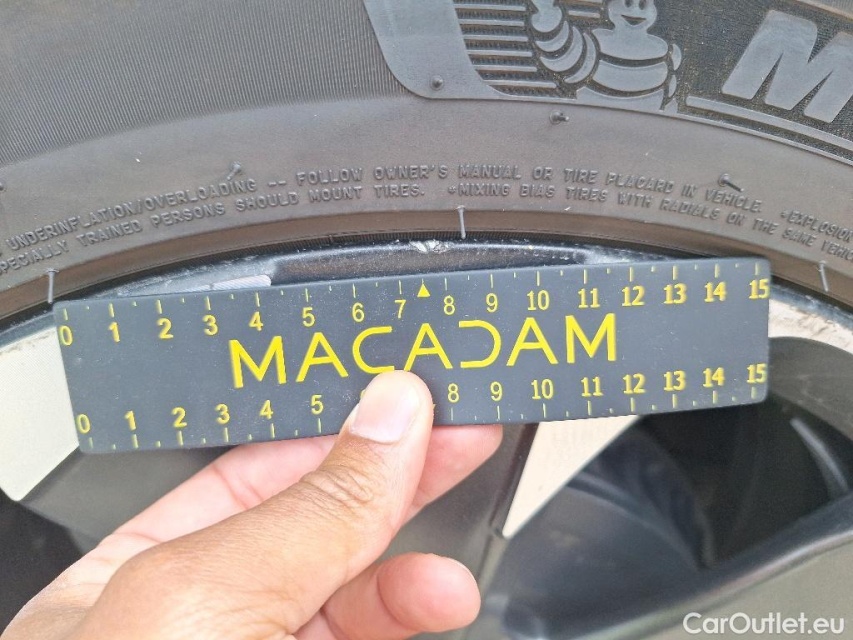 M
UNDERINFLATION/OVERLOADING -- FOLLOW OWNER'S MANUAL OR TIRE PLACARD IN VEHICLE. *EXPLOSION
SPECIALLY TRAINED PERSONS SHOULD MOUNT TIRES. *MIXING BIAS TIRES WITH RADIALS ON THE SAME VEHIC
0 1 2 3 4 5 6 7 8 9 10 11 12 13 14 15
MACADAM
0 1 2 3 4 5 8 9 10 11 12 13 14 15
CarOutlet.eu